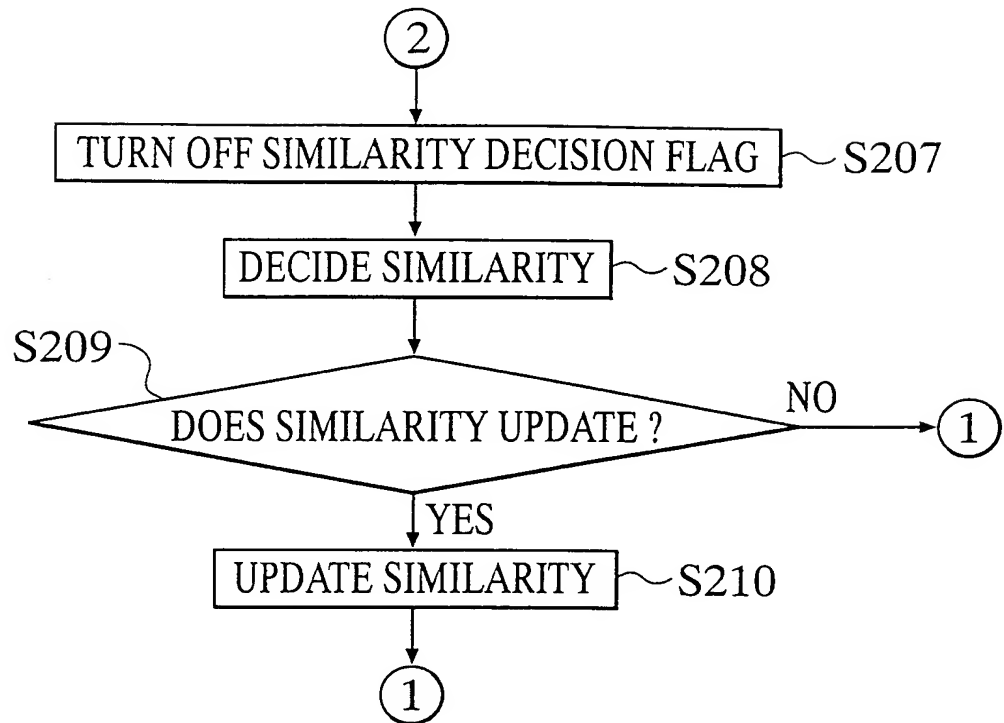 2
TURN OFF SIMILARITY DECISION FLAG
S207
DECIDE SIMILARITY
S208
S209
DOES SIMILARITY UPDATE ?
NO
1
YES
UPDATE SIMILARITY
S210
1